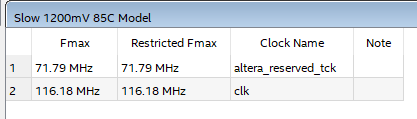 Slow 1200mV 85C Model
Fmax Restricted Fmax Clock Name Note
1 71.79 MHz 71.79 MHz altera_reserved_tck
2 116.18 MHz 116.18 MHz clk